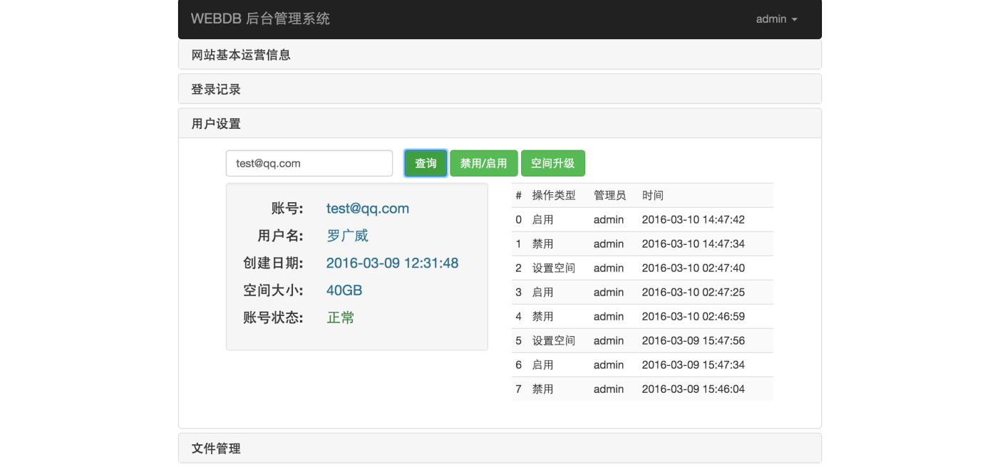 WEBDB 后台管理系统 admin
网站基本运营信息
登录记录
用户设置
test@qq.com 查询 禁用/启用 空间升级
账号: test@qq.com
用户名: 罗广威
创建日期: 2016-03-09 12:31:48
空间大小: 40GB
账号状态: 正常
# 操作类型 管理员 时间
0 启用 admin 2016-03-10 14:47:42
1 禁用 admin 2016-03-10 14:47:34
2 设置空间 admin 2016-03-10 02:47:40
3 启用 admin 2016-03-10 02:47:25
4 禁用 admin 2016-03-10 02:46:59
5 设置空间 admin 2016-03-09 15:47:56
6 启用 admin 2016-03-09 15:47:34
7 禁用 admin 2016-03-09 15:46:04
文件管理